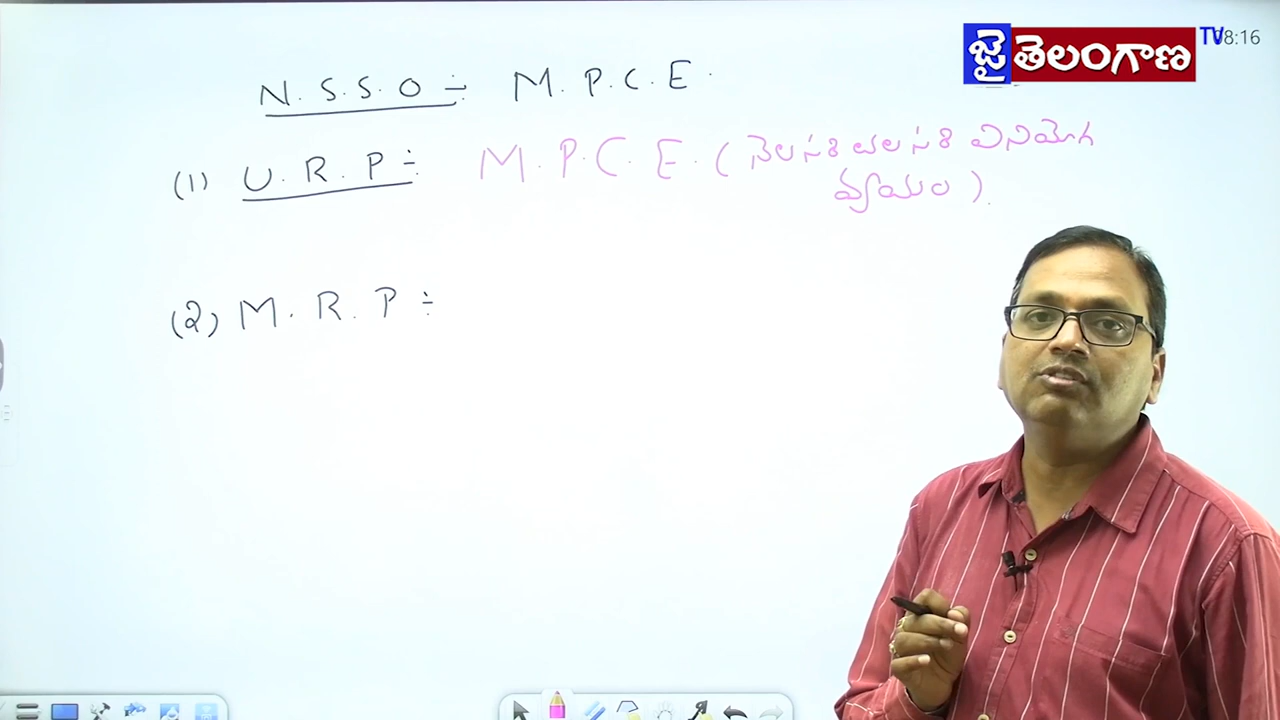 జై తెలంగాణ TV 8:16
N.S.S.O ÷ M.P.C.E.
(1) U.R.P ÷ M.P.C.E. (నెలసరి తలసరి వినియోగ
వ్యయం).
(2) M.R.P ÷